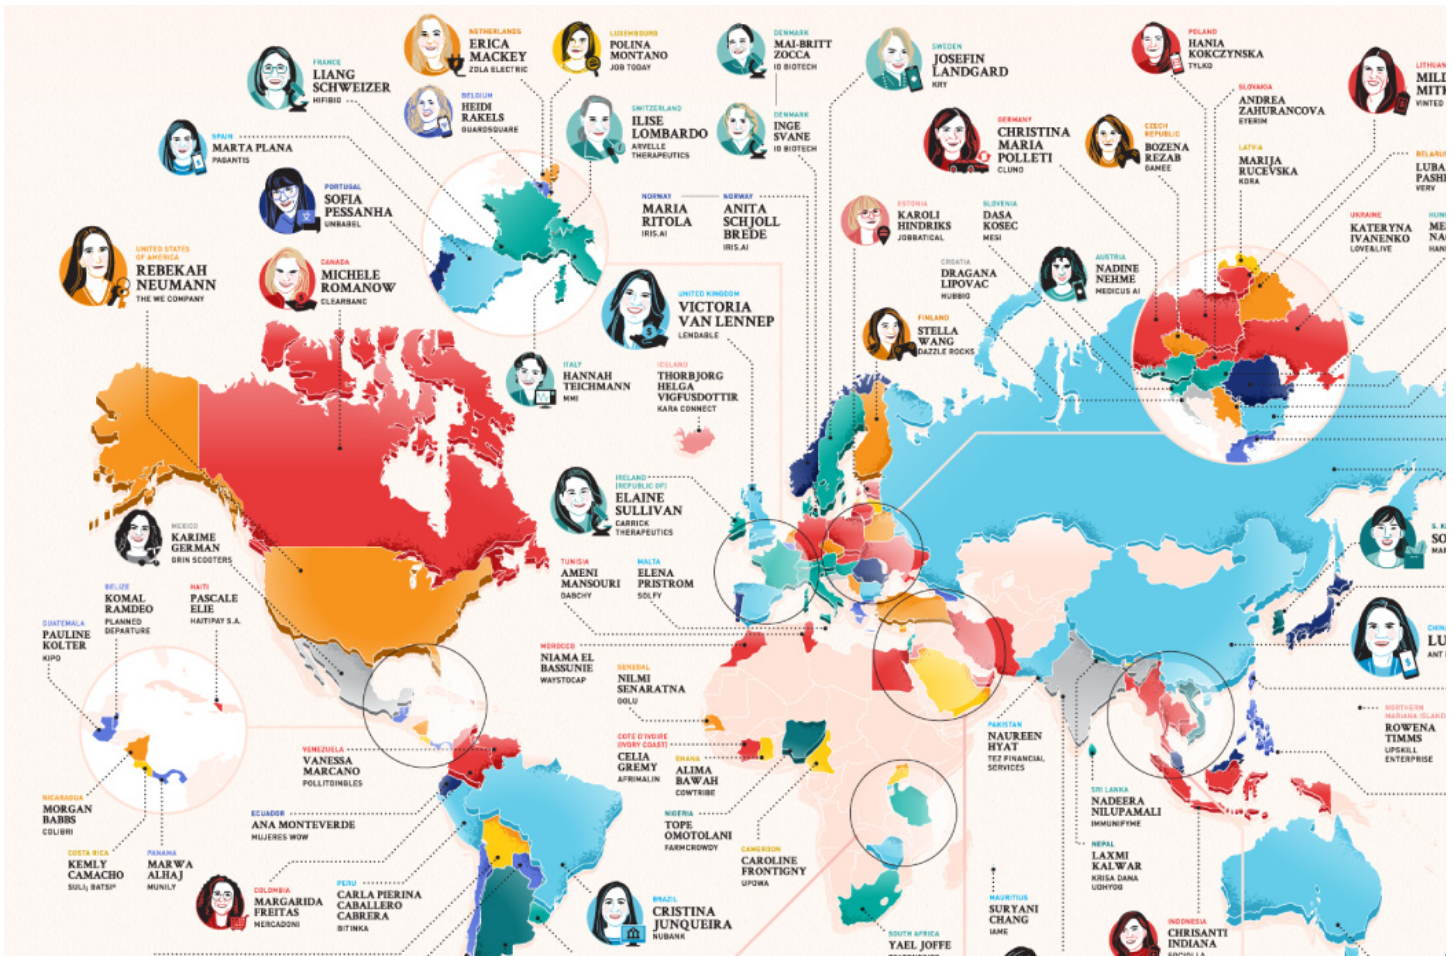 FRANCE
LIANG
SCHWEIZER
HIFIBIO
NETHERLANDS
ERICA
MACKEY
ZOLA ELECTRIC
LUXEMBOURG
POLINA
MONTANO
JOB TODAY
DENMARK
MAI-BRITT
ZOCCA
IO BIOTECH
SWEDEN
JOSEFIN
LANDGARD
KRY
POLAND
HANIA
KOKCZYNSKA
TYLKO
VINTED
SPAIN
MARTA PLANA
PAGANTIS
BELGIUM
HEIDI
RAKELS
GUARDSQUARE
SWITZERLAND
ILISE
LOMBARDO
ARVELLE
THERAPEUTICS
DENMARK
INGE
SVANE
IO BIOTECH
GERMANY
CHRISTINA
MARIA
POLLETI
CLUNO
CZECH
REPUBLIC
BOZENA
REZAB
GAMEE
SLOVAKIA
ANDREA
ZAHURANCOVA
EYERIM
LATVIA
MARIJA
RUCEVSKA
KORA
VERV
PORTUGAL
SOFIA
PESSANHA
UNBABEL
NORWAY
MARIA
RITOLA
IRIS.AI
NORWAY
ANITA
SCHJOLL
BREDE
IRIS.AI
ESTONIA
KAROLI
HINDRIKS
JOBBATICAL
SLOVENIA
DASA
KOSEC
MESI
UKRAINE
KATERYNA
IVANENKO
LOVE&LIVE
UNITED STATES
OF AMERICA
REBEKAH
NEUMANN
THE WE COMPANY
CANADA
MICHELE
ROMANOW
CLEARBANC
CROATIA
DRAGANA
LIPOVAC
HUBBIG
AUSTRIA
NADINE
NEHME
MEDICUS AI
UNITED KINGDOM
VICTORIA
VAN LENNEP
LENDABLE
FINLAND
STELLA
WANG
DAZZLE ROCKS
ITALY
HANNAH
TEICHMANN
MMI
ICELAND
THORBJORG
HELGA
VIGFUSDOTTIR
KARA CONNECT
IRELAND
(REPUBLIC OF)
ELAINE
SULLIVAN
CARRICK
THERAPEUTICS
MEXICO
KARIME
GERMAN
GRIN SCOOTERS
TUNISIA
AMENI
MANSOURI
DABCHY
MALTA
ELENA
PRISTROM
SOLFY
BELIZE
KOMAL
RAMDEO
PLANNED
DEPARTURE
HAITI
PASCALE
ELIE
HAITIPAY S.A.
GUATEMALA
PAULINE
KOLTER
KIPO
MOROCCO
NIAMA EL
BASSUNIE
WAYSTOCAP
SENEGAL
NILMI
SENARATNA
OOLU
COTE D'IVOIRE
(IVORY COAST)
CELIA
GREMY
AFRIMALIN
GHANA
ALIMA
BAWAH
COWTRIBE
PAKISTAN
NAUREEN
HYAT
TEZ FINANCIAL
SERVICES
NORTHERN
MARIANA ISLAND
ROWENA
TIMMS
UPSKILL
ENTERPRISE
VENEZUELA
VANESSA
MARCANO
POLLITOINGLES
NICARAGUA
MORGAN
BABBS
COLIBRI
ECUADOR
ANA MONTEVERDE
MUJERES WOW
NIGERIA
TOPE
OMOTOLANI
FARMCROWDY
SRI LANKA
NADEERA
NILUPAMALI
IMMUNIFYME
COSTA RICA
KEMLY
CAMACHO
PANAMA
MARWA
ALHAJ
MUNILY
CAMEROON
CAROLINE
FRONTIGNY
UPOWA
NEPAL
LAXMI
KALWAR
KRISA DANA
UDHYOG
COLOMBIA
MARGARIDA
FREITAS
MERCADONI
PERU
CARLA PIERINA
CABALLERO
CABRERA
BITINKA
BRAZIL
CRISTINA
JUNQUEIRA
NUBANK
MAURITIUS
SURYANI
CHANG
IAME
SOUTH AFRICA
YAEL JOFFE
INDONESIA
CHRISANTI
INDIANA
SOCIOLLA